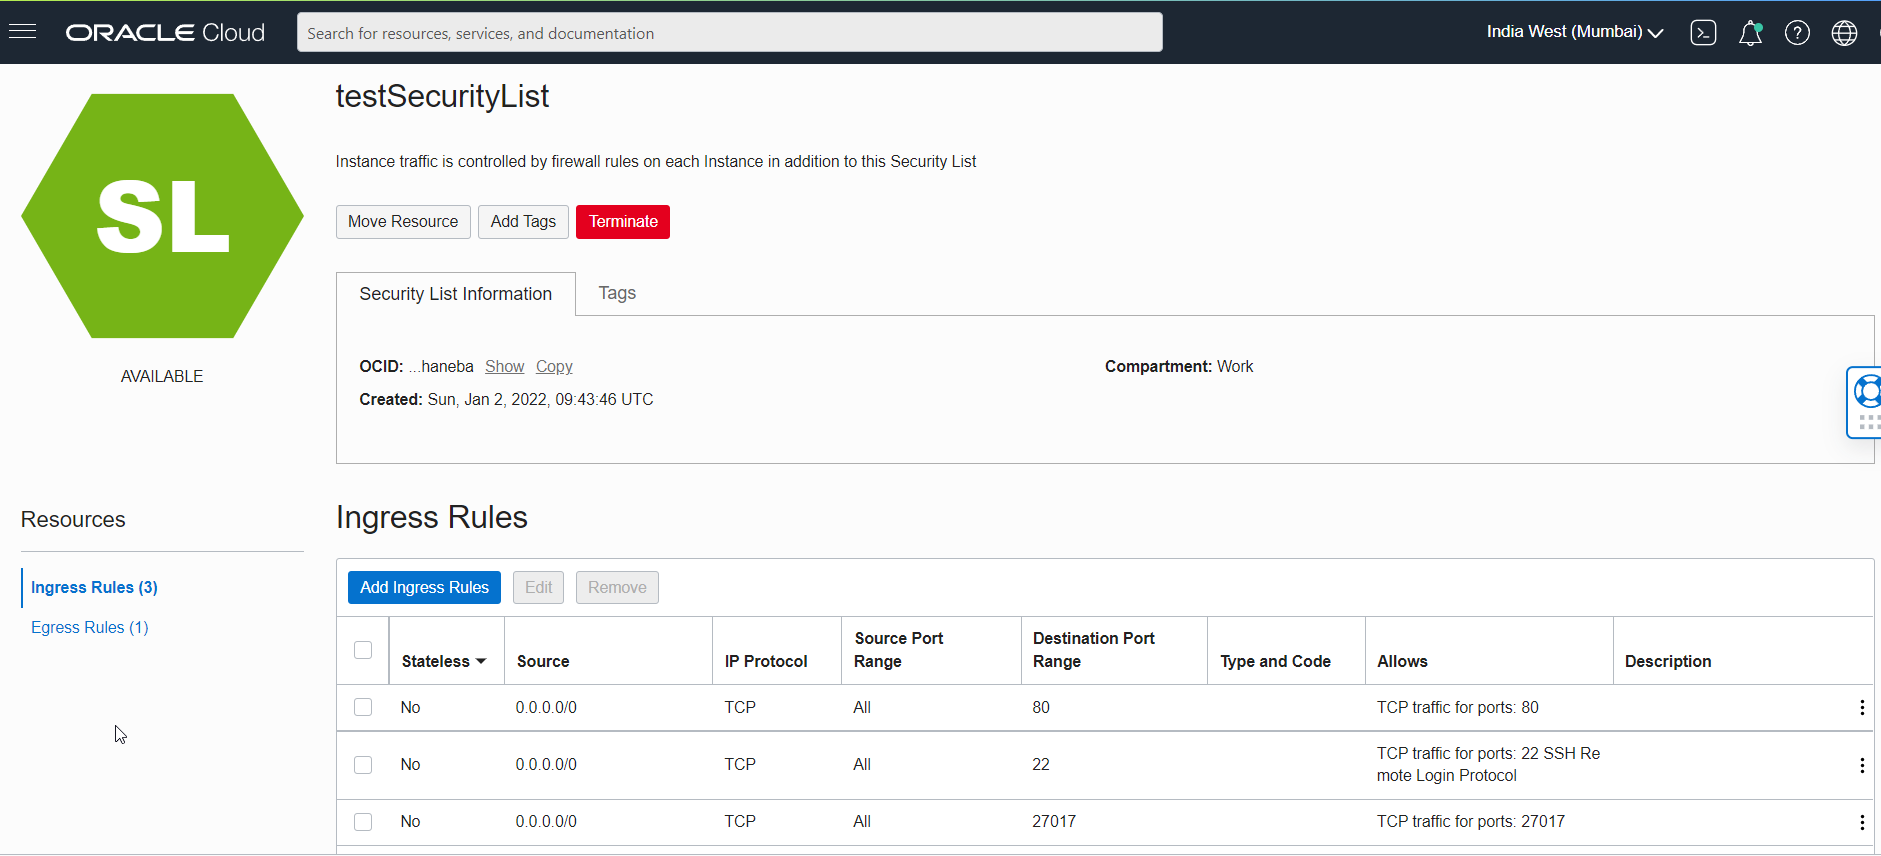 ORACLE Cloud
Search for resources, services, and documentation
India West (Mumbai)
SL
AVAILABLE
testSecurityList
Instance traffic is controlled by firewall rules on each Instance in addition to this Security List
Move Resource
Add Tags
Terminate
Security List Information
Tags
OCID: ...haneba Show Copy
Compartment: Work
Created: Sun, Jan 2, 2022, 09:43:46 UTC
Resources
Ingress Rules (3)
Egress Rules (1)
Ingress Rules
Add Ingress Rules
Edit
Remove
Stateless
Source
IP Protocol
Source Port
Range
Destination Port
Range
Type and Code
Allows
Description
No 0.0.0.0/0 TCP All 80 TCP traffic for ports: 80
No 0.0.0.0/0 TCP All 22 TCP traffic for ports: 22 SSH Re
mote Login Protocol
No 0.0.0.0/0 TCP All 27017 TCP traffic for ports: 27017